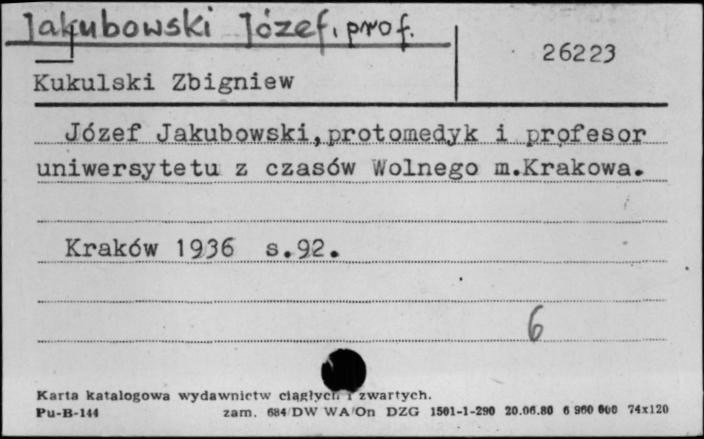 Jakubowski Józef, prof.
26223
Kukulski Zbigniew
Józef Jakubowski, protomedyk i profesor
uniwersytetu z czasów Wolnego m.Krakowa.
Kraków 1936 s.92.
6
Karta katalogowa wydawnictw ciągłych i zwartych.
Pu-B-144 zam. 684/DW WA/On DZG 1501-1-290 20.06.80 6 960 000 74x120